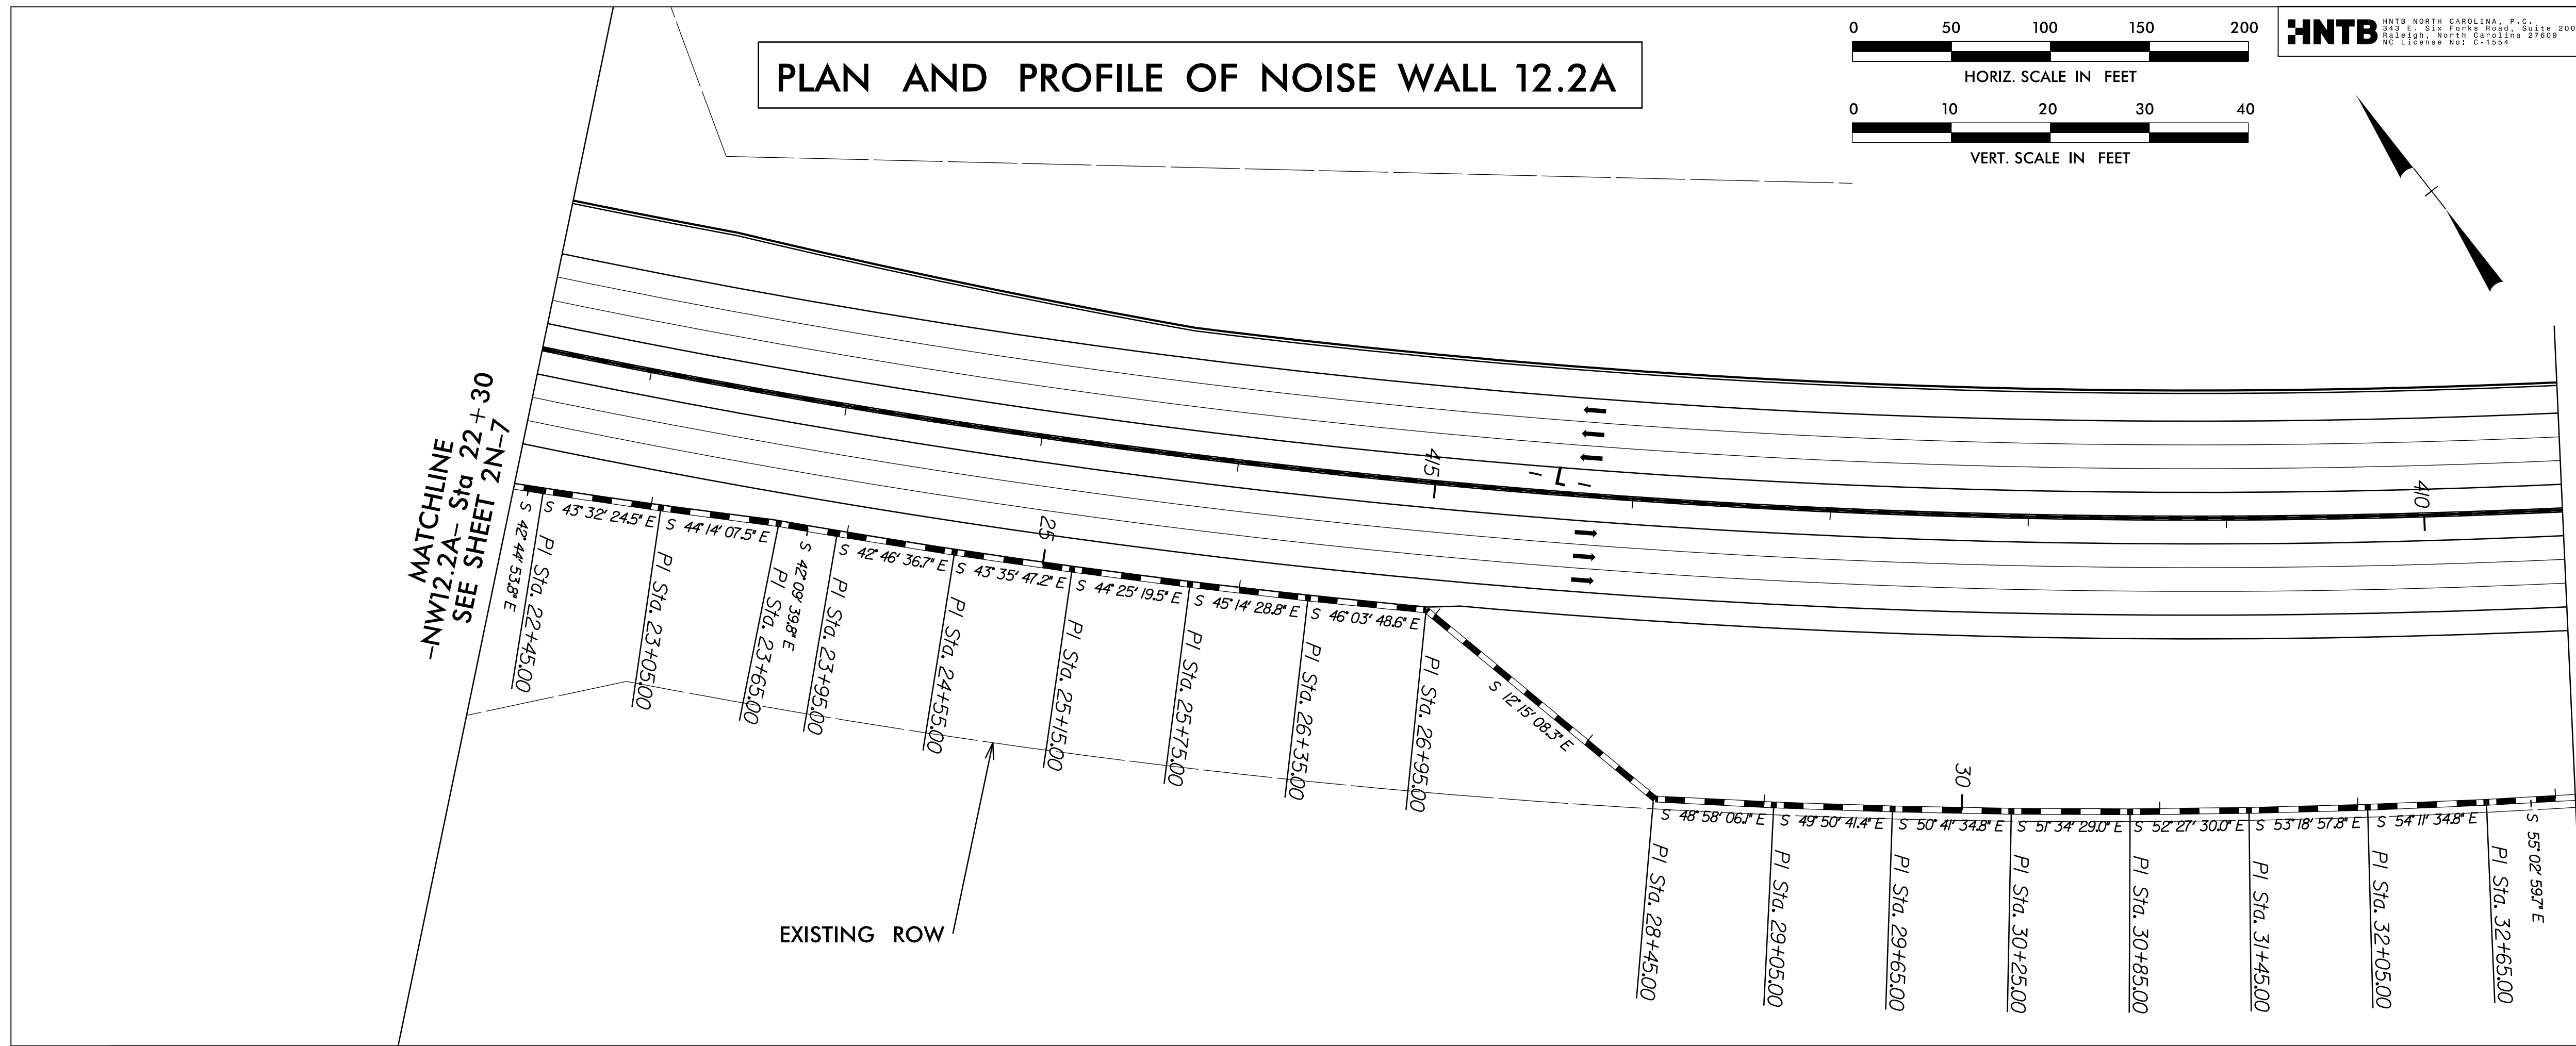 PLAN AND PROFILE OF NOISE WALL 12.2A
0 50 100 150 200
HORIZ. SCALE IN FEET
0 10 20 30 40
VERT. SCALE IN FEET
HNTB
HNTB NORTH CAROLINA, P.C.
343 E. Six Forks Road, Suite 200
Raleigh, North Carolina 27609
NC License No: C-1554
MATCHLINE
-NW12.2A- Sta 22+30
SEE SHEET 2N-7
415
- L -
410
25
30
S 42° 44' 53.8" E
S 43° 32' 24.5" E
S 44° 14' 07.5" E
S 42° 09' 39.8" E
S 42° 46' 36.7" E
S 43° 35' 47.2" E
S 44° 25' 19.5" E
S 45° 14' 28.8" E
S 46° 03' 48.6" E
S 12° 15' 08.3" E
S 48° 58' 06.1" E
S 49° 50' 41.4" E
S 50° 41' 34.8" E
S 51° 34' 29.0" E
S 52° 27' 30.0" E
S 53° 18' 57.8" E
S 54° 11' 34.8" E
S 55° 02' 59.7" E
PI Sta. 22+45.00
PI Sta. 23+05.00
PI Sta. 23+65.00
PI Sta. 23+95.00
PI Sta. 24+55.00
PI Sta. 25+15.00
PI Sta. 25+75.00
PI Sta. 26+35.00
PI Sta. 26+95.00
PI Sta. 28+45.00
PI Sta. 29+05.00
PI Sta. 29+65.00
PI Sta. 30+25.00
PI Sta. 30+85.00
PI Sta. 31+45.00
PI Sta. 32+05.00
PI Sta. 32+65.00
EXISTING ROW